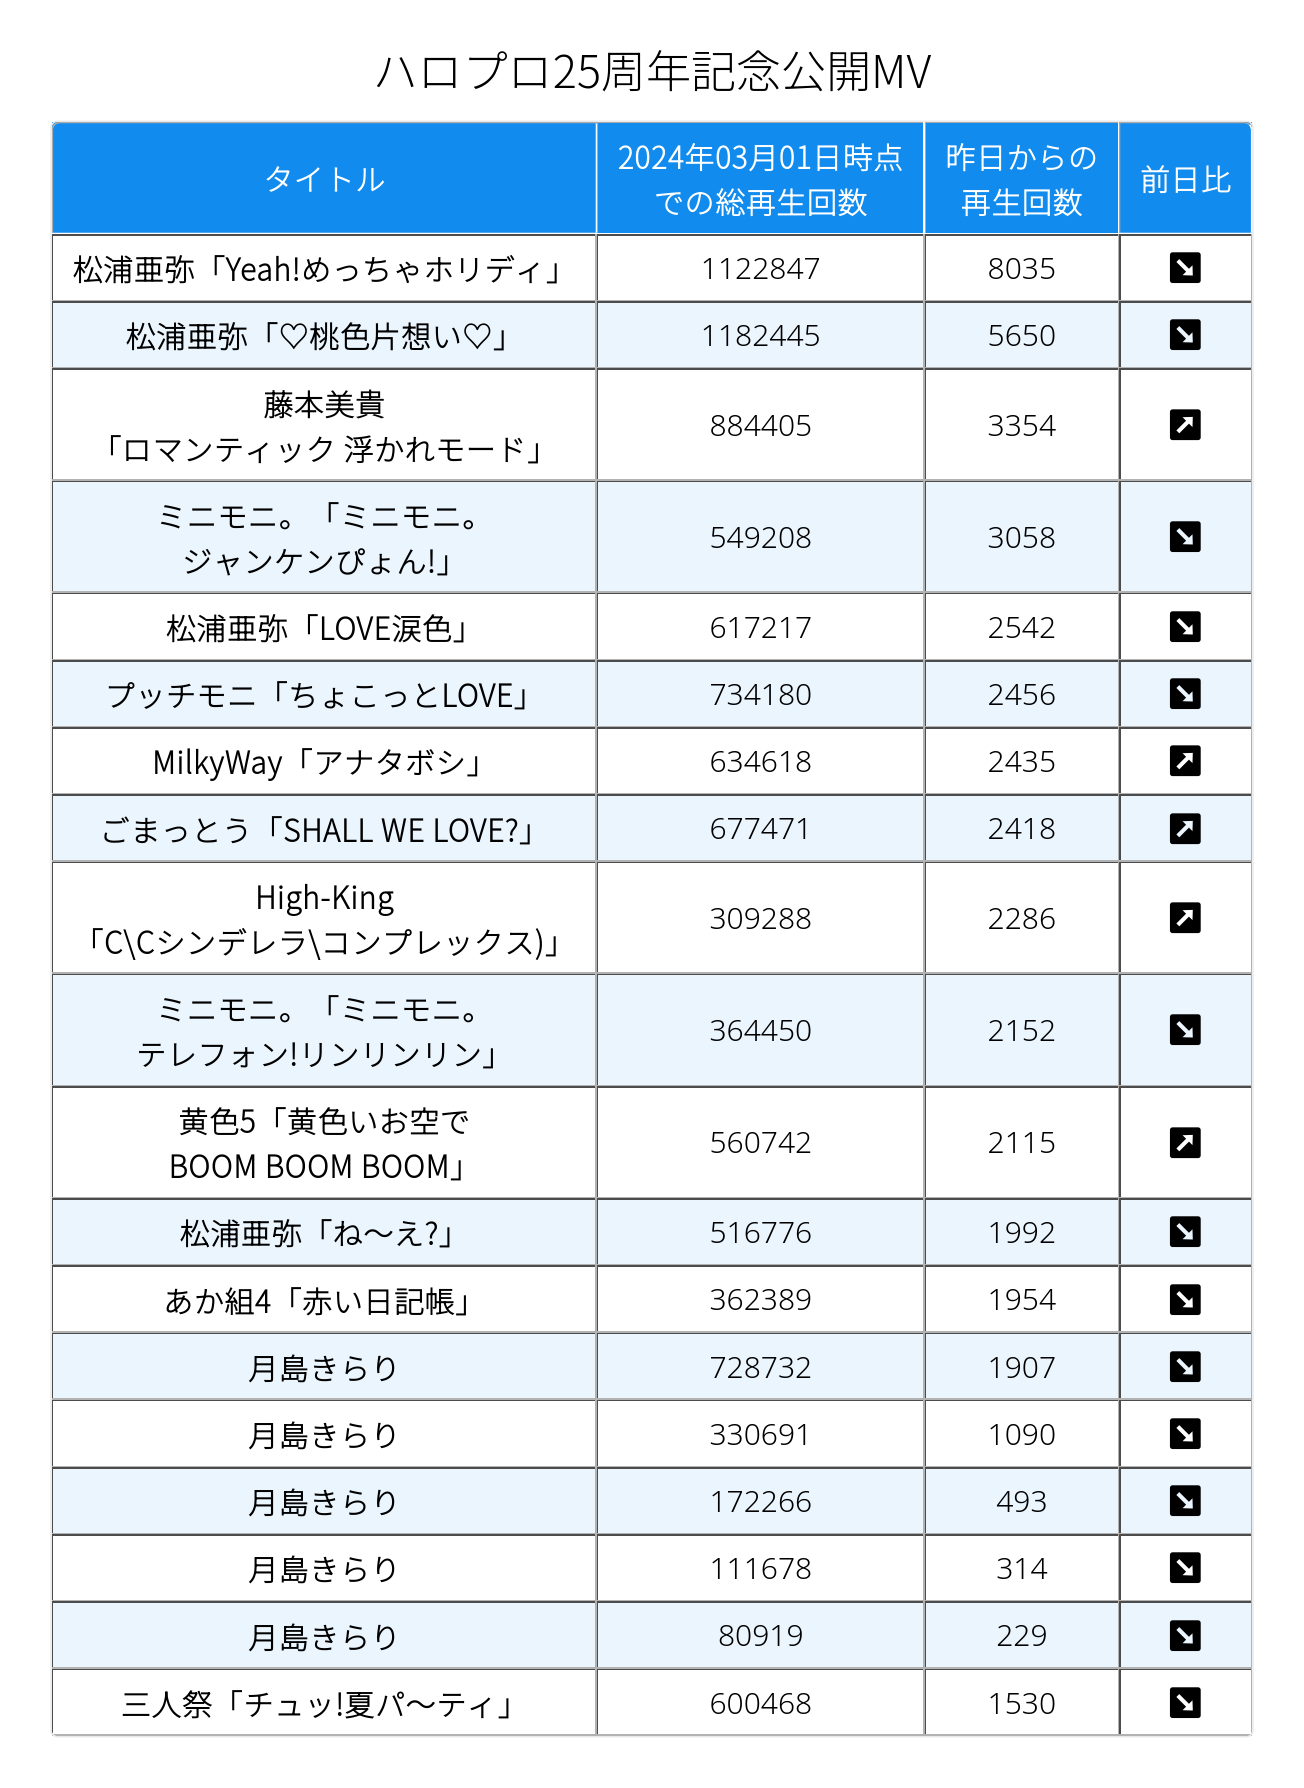 ハロプロ25周年記念公開MV
タイトル
2024年03月01日時点
での総再生回数
昨日からの
再生回数
前日比
松浦亜弥「Yeah!めっちゃホリディ」 1122847 8035
松浦亜弥「♡桃色片想い♡」 1182445 5650
藤本美貴
「ロマンティック 浮かれモード」 884405 3354
ミニモニ。「ミニモニ。
ジャンケンぴょん!」 549208 3058
松浦亜弥「LOVE涙色」 617217 2542
プッチモニ「ちょこっとLOVE」 734180 2456
MilkyWay「アナタボシ」 634618 2435
ごまっとう「SHALL WE LOVE?」 677471 2418
High-King
「C\Cシンデレラ\コンプレックス)」 309288 2286
ミニモニ。「ミニモニ。
テレフォン!リンリンリン」 364450 2152
黄色5「黄色いお空で
BOOM BOOM BOOM」 560742 2115
松浦亜弥「ね〜え?」 516776 1992
あか組4「赤い日記帳」 362389 1954
月島きらり 728732 1907
月島きらり 330691 1090
月島きらり 172266 493
月島きらり 111678 314
月島きらり 80919 229
三人祭「チュッ!夏パ〜ティ」 600468 1530